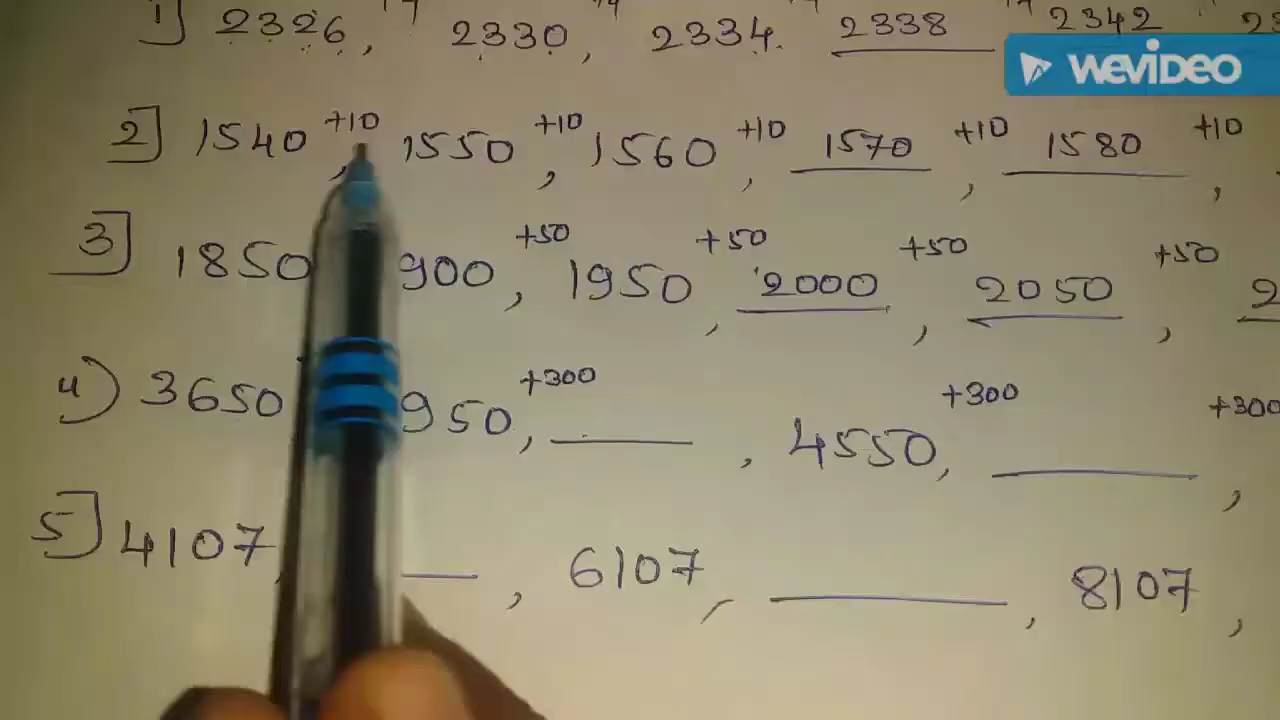 1] 2326, 2330, 2334. 2338 2342
WEVIDEO
2] 1540 +10, 1550 +10, 1560 +10, 1570 +10, 1580 +10,
3] 1850 900 +50, 1950 +50, 2000 +50, 2050 +50, 2
4) 3650 950, +300 ____, 4550, +300 ____, +300
5] 4107, ____, 6107, ____, 8107,